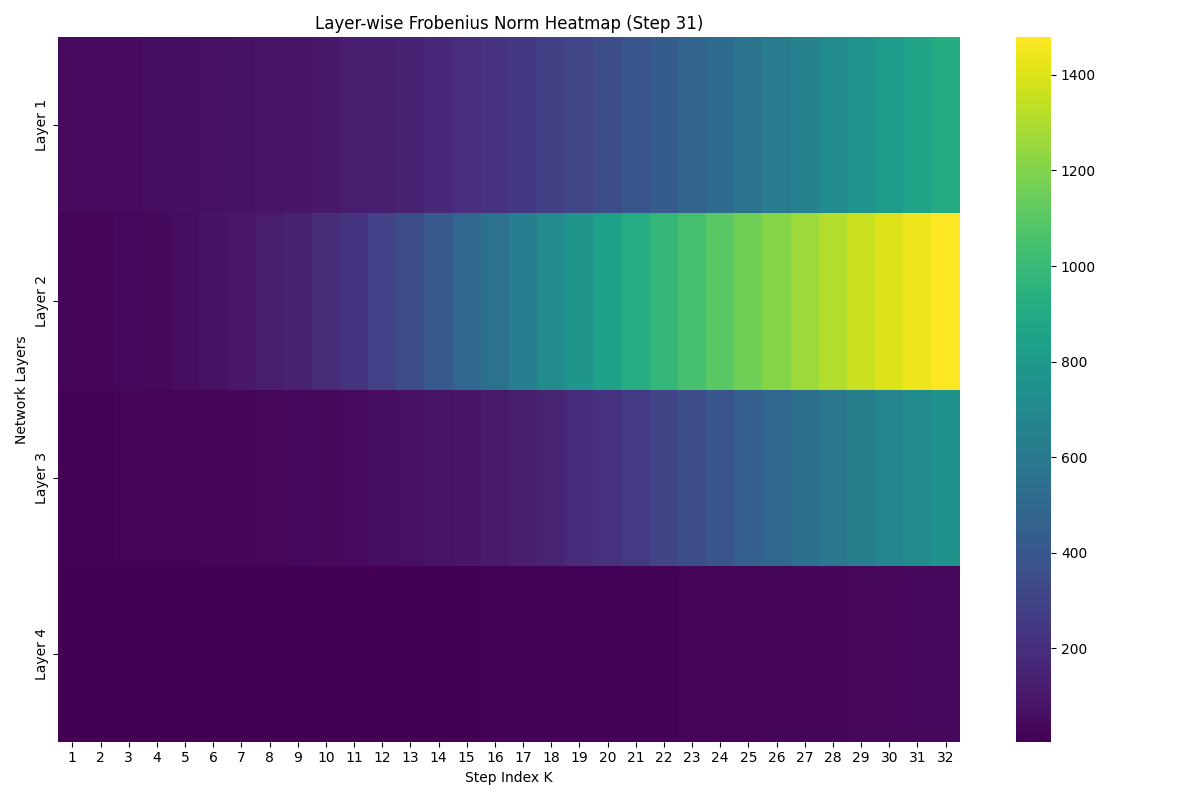 Layer-wise Frobenius Norm Heatmap (Step 31)
Network Layers
Layer 1
Layer 2
Layer 3
Layer 4
1 2 3 4 5 6 7 8 9 10 11 12 13 14 15 16 17 18 19 20 21 22 23 24 25 26 27 28 29 30 31 32
Step Index K
1400
1200
1000
800
600
400
200